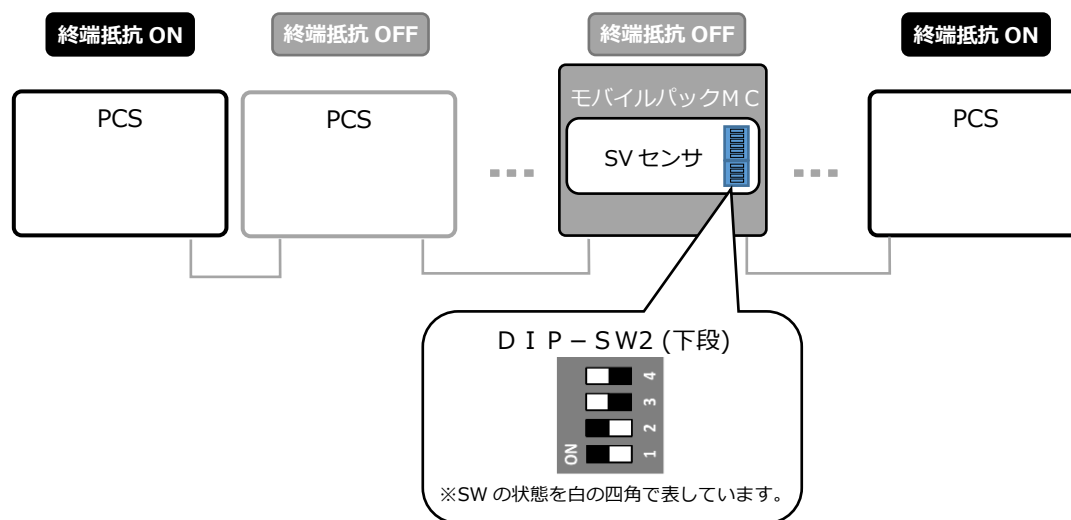 終端抵抗 ON
終端抵抗 OFF
終端抵抗 OFF
終端抵抗 ON
PCS
PCS
モバイルパックＭＣ
SV センサ
PCS
ＤＩＰ－ＳＷ2 (下段)
4
3
2
1
ON
※SW の状態を白の四角で表しています。